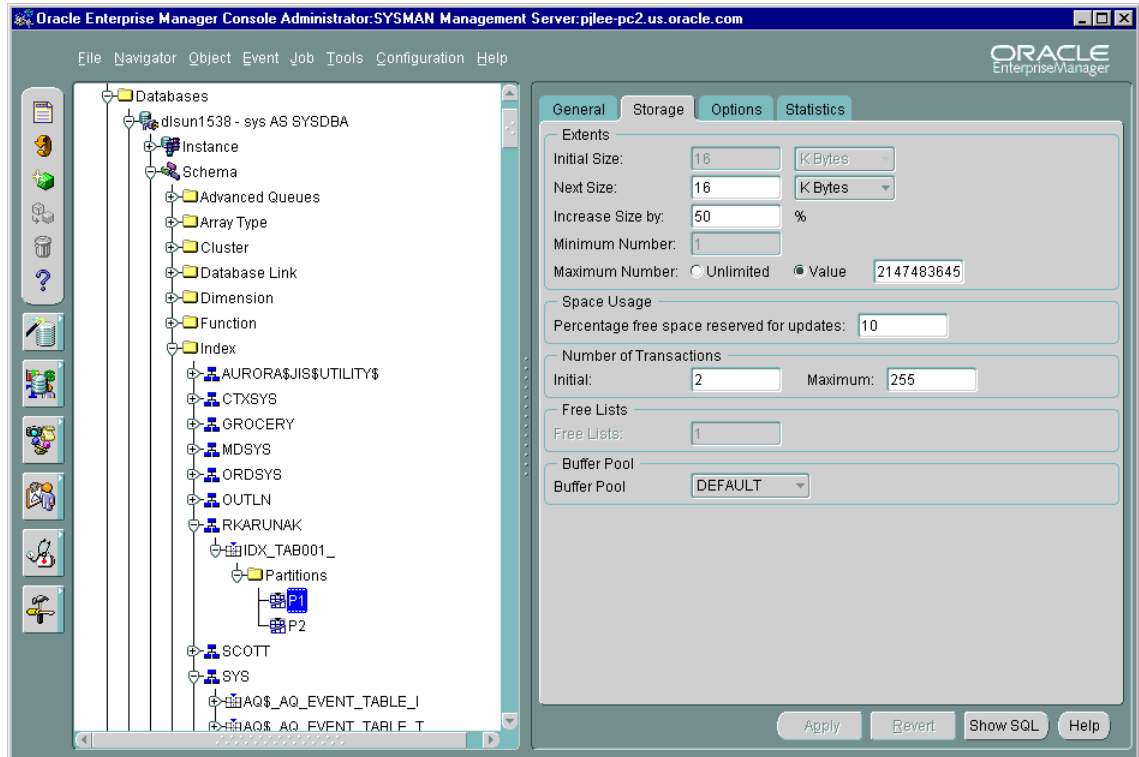 Oracle Enterprise Manager Console Administrator:SYSMAN Management Server:pjlee-pc2.us.oracle.com
File Navigator Object Event Job Tools Configuration Help
ORACLE
EnterpriseManager
Databases
dlsun1538 - sys AS SYSDBA
Instance
Schema
Advanced Queues
Array Type
Cluster
Database Link
Dimension
Function
Index
AURORA$JIS$UTILITY$
CTXSYS
GROCERY
MDSYS
ORDSYS
OUTLN
RKARUNAK
IDX_TAB001_
Partitions
P1
P2
SCOTT
SYS
AQ$_AQ_EVENT_TABLE_I
AQ$_AQ_EVENT_TABLE_T
General Storage Options Statistics
Extents
Initial Size: 16 K Bytes
Next Size: 16 K Bytes
Increase Size by: 50 %
Minimum Number: 1
Maximum Number: Unlimited Value 2147483645
Space Usage
Percentage free space reserved for updates: 10
Number of Transactions
Initial: 2 Maximum: 255
Free Lists
Free Lists: 1
Buffer Pool
Buffer Pool DEFAULT
Apply Revert Show SQL Help